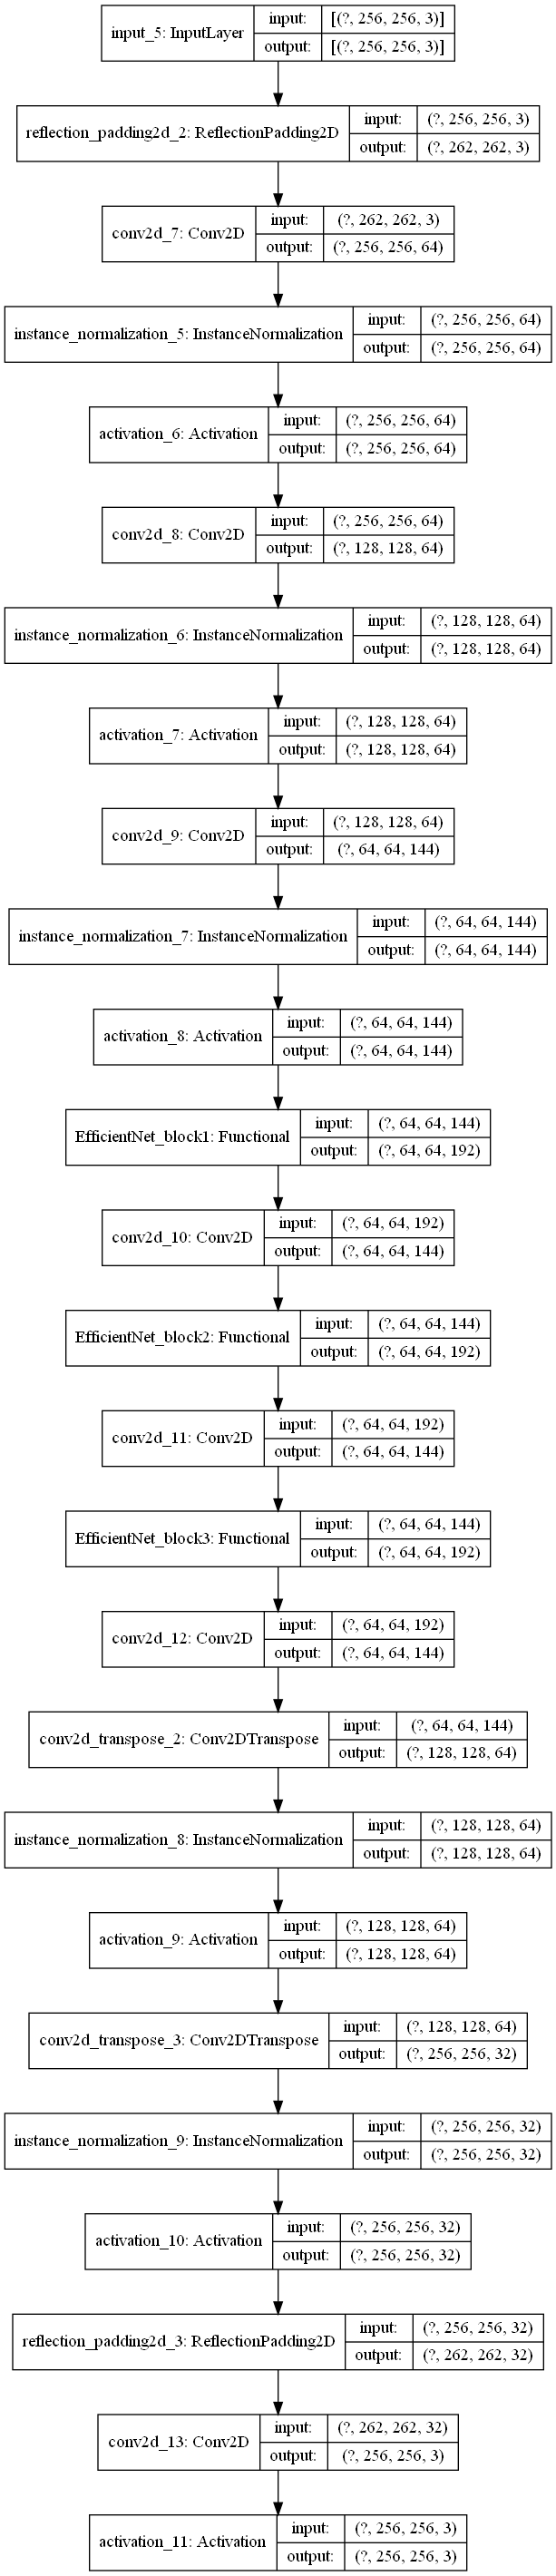 input_5: InputLayer
input: [(?, 256, 256, 3)]
output: [(?, 256, 256, 3)]
reflection_padding2d_2: ReflectionPadding2D
input: (?, 256, 256, 3)
output: (?, 262, 262, 3)
conv2d_7: Conv2D
input: (?, 262, 262, 3)
output: (?, 256, 256, 64)
instance_normalization_5: InstanceNormalization
input: (?, 256, 256, 64)
output: (?, 256, 256, 64)
activation_6: Activation
input: (?, 256, 256, 64)
output: (?, 256, 256, 64)
conv2d_8: Conv2D
input: (?, 256, 256, 64)
output: (?, 128, 128, 64)
instance_normalization_6: InstanceNormalization
input: (?, 128, 128, 64)
output: (?, 128, 128, 64)
activation_7: Activation
input: (?, 128, 128, 64)
output: (?, 128, 128, 64)
conv2d_9: Conv2D
input: (?, 128, 128, 64)
output: (?, 64, 64, 144)
instance_normalization_7: InstanceNormalization
input: (?, 64, 64, 144)
output: (?, 64, 64, 144)
activation_8: Activation
input: (?, 64, 64, 144)
output: (?, 64, 64, 144)
EfficientNet_block1: Functional
input: (?, 64, 64, 144)
output: (?, 64, 64, 192)
conv2d_10: Conv2D
input: (?, 64, 64, 192)
output: (?, 64, 64, 144)
EfficientNet_block2: Functional
input: (?, 64, 64, 144)
output: (?, 64, 64, 192)
conv2d_11: Conv2D
input: (?, 64, 64, 192)
output: (?, 64, 64, 144)
EfficientNet_block3: Functional
input: (?, 64, 64, 144)
output: (?, 64, 64, 192)
conv2d_12: Conv2D
input: (?, 64, 64, 192)
output: (?, 64, 64, 144)
conv2d_transpose_2: Conv2DTranspose
input: (?, 64, 64, 144)
output: (?, 128, 128, 64)
instance_normalization_8: InstanceNormalization
input: (?, 128, 128, 64)
output: (?, 128, 128, 64)
activation_9: Activation
input: (?, 128, 128, 64)
output: (?, 128, 128, 64)
conv2d_transpose_3: Conv2DTranspose
input: (?, 128, 128, 64)
output: (?, 256, 256, 32)
instance_normalization_9: InstanceNormalization
input: (?, 256, 256, 32)
output: (?, 256, 256, 32)
activation_10: Activation
input: (?, 256, 256, 32)
output: (?, 256, 256, 32)
reflection_padding2d_3: ReflectionPadding2D
input: (?, 256, 256, 32)
output: (?, 262, 262, 32)
conv2d_13: Conv2D
input: (?, 262, 262, 32)
output: (?, 256, 256, 3)
activation_11: Activation
input: (?, 256, 256, 3)
output: (?, 256, 256, 3)